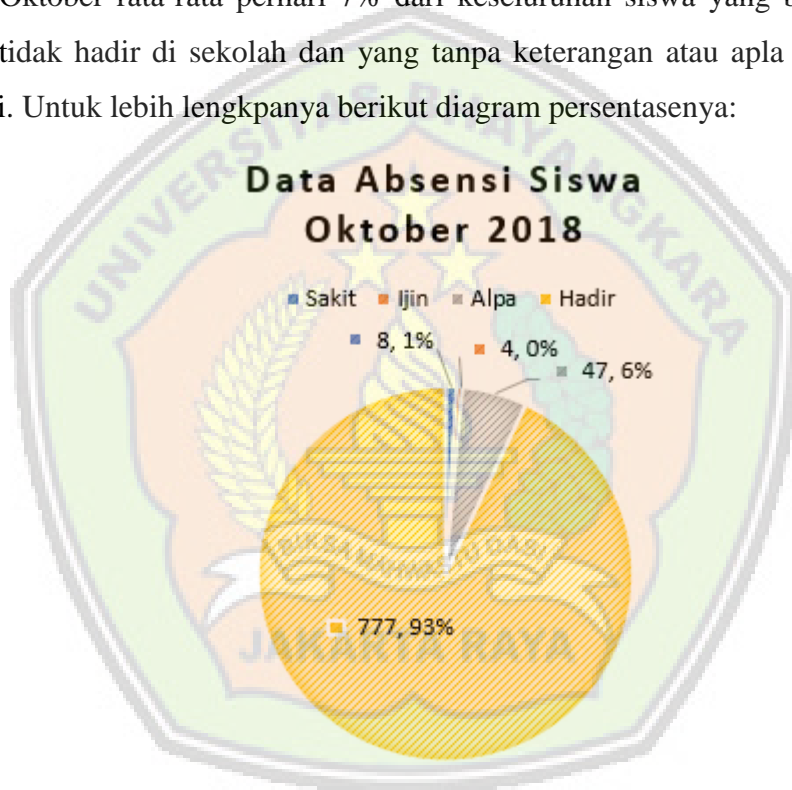 Oktober rata-rata perhari 7% dari keseluruhan siswa yang
tidak hadir di sekolah dan yang tanpa keterangan atau apla
i. Untuk lebih lengkpanya berikut diagram persentasenya:
Data Absensi Siswa
Oktober 2018
Sakit Ijin Alpa Hadir
8, 1%
4, 0%
47, 6%
777, 93%
UNIVERSITAS BHAYANGKARA
JAKARTA RAYA